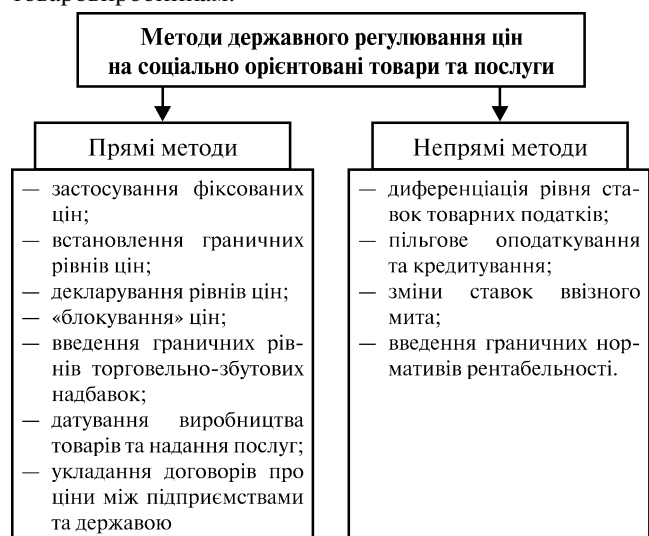 товаровиробникам.
Методи державного регулювання цін
на соціально орієнтовані товари та послуги
Прямі методи
— застосування фіксованих
цін;
— встановлення граничних
рівнів цін;
— декларування рівнів цін;
— «блокування» цін;
— введення граничних рів-
нів торговельно-збутових
надбавок;
— датування виробництва
товарів та надання послуг;
— укладання договорів про
ціни між підприємствами
та державою
Непрямі методи
— диференціація рівня ста-
вок товарних податків;
— пільгове оподаткування
та кредитування;
— зміни ставок ввізного
мита;
— введення граничних нор-
мативів рентабельності.